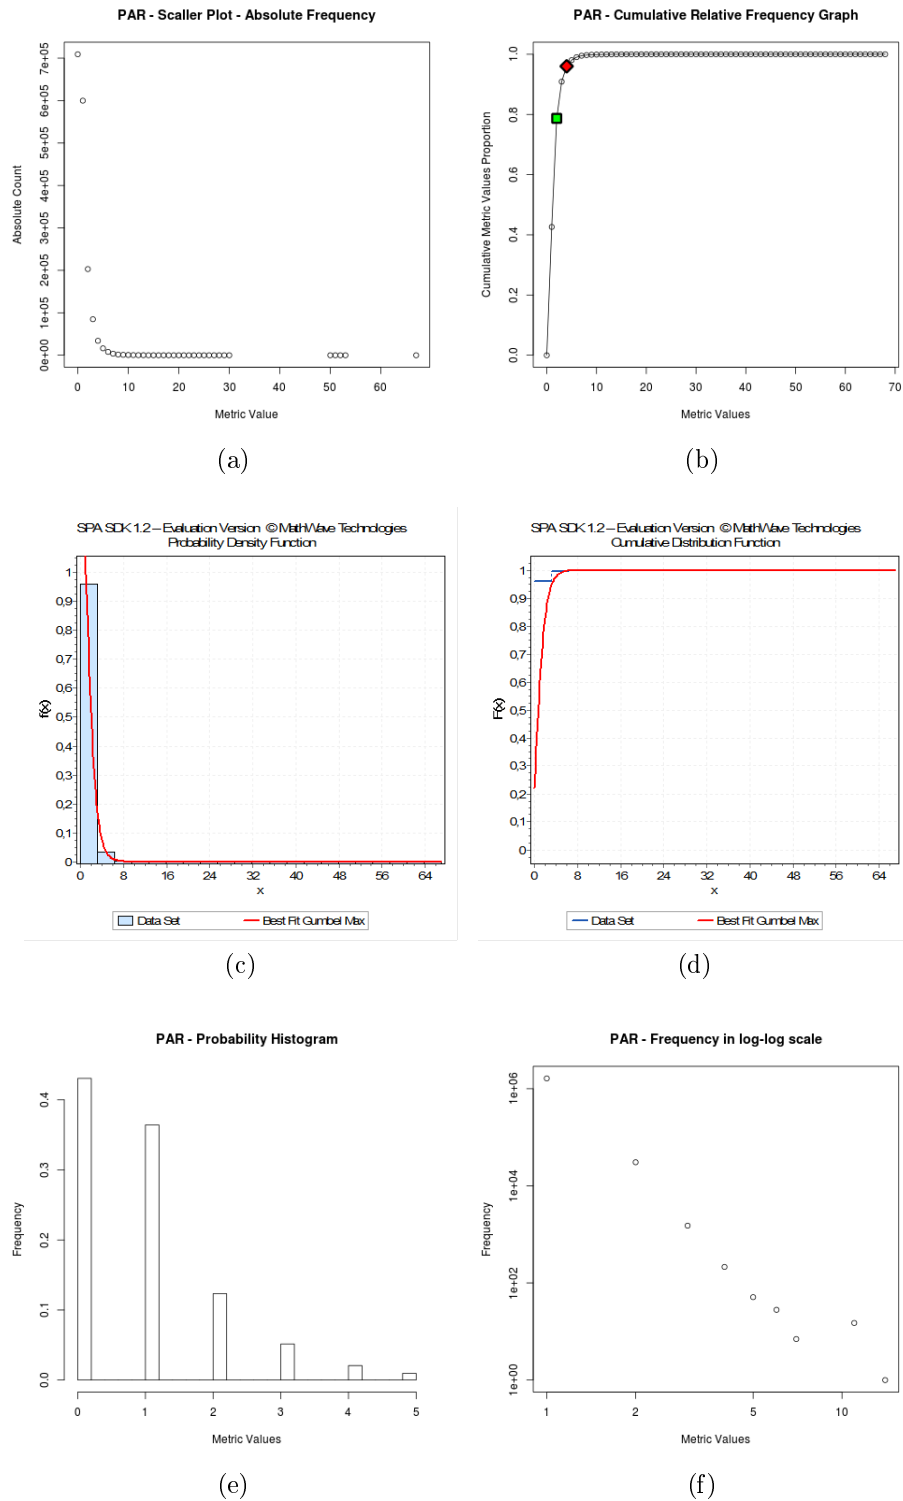 PAR - Scaller Plot - Absolute Frequency
Absolute Count
0e+00 1e+05 2e+05 3e+05 4e+05 5e+05 6e+05 7e+05
0 10 20 30 40 50 60
Metric Value
(a)
PAR - Cumulative Relative Frequency Graph
Cumulative Metric Values Proportion
0.0 0.2 0.4 0.6 0.8 1.0
0 10 20 30 40 50 60 70
Metric Values
(b)
SPA SDK 1.2 – Evaluation Version © MathWave Technologies
Probability Density Function
f(x)
1
0,9
0,8
0,7
0,6
0,5
0,4
0,3
0,2
0,1
0
0 8 16 24 32 40 48 56 64
x
Data Set Best Fit Gumbel Max
(c)
SPA SDK 1.2 – Evaluation Version © MathWave Technologies
Cumulative Distribution Function
F(x)
1
0,9
0,8
0,7
0,6
0,5
0,4
0,3
0,2
0,1
0
0 8 16 24 32 40 48 56 64
x
Data Set Best Fit Gumbel Max
(d)
PAR - Probability Histogram
Frequency
0.0 0.1 0.2 0.3 0.4
0 1 2 3 4 5
Metric Values
(e)
PAR - Frequency in log-log scale
Frequency
1e+00 1e+02 1e+04 1e+06
1 2 5 10
Metric Values
(f)